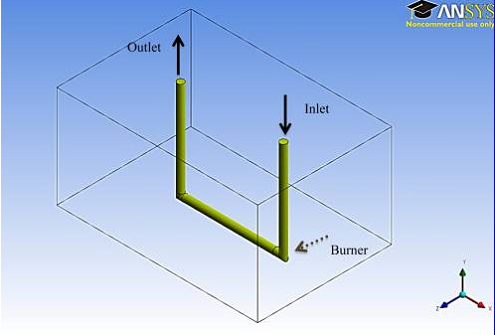 ANSYS
Noncommercial use only
Outlet
Inlet
Burner
Y
Z
X